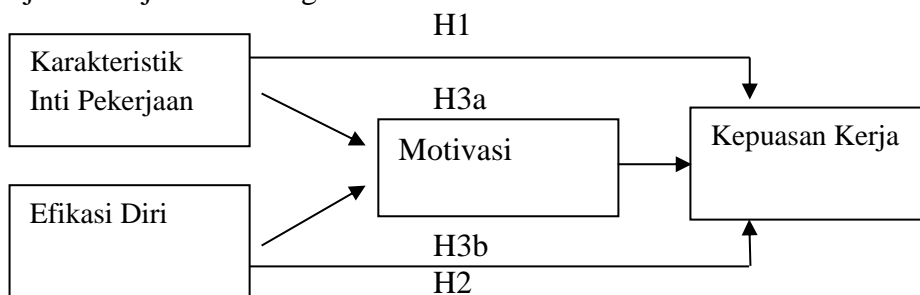 H1
Karakteristik
Inti Pekerjaan
H3a
Motivasi
Kepuasan Kerja
Efikasi Diri
H3b
H2